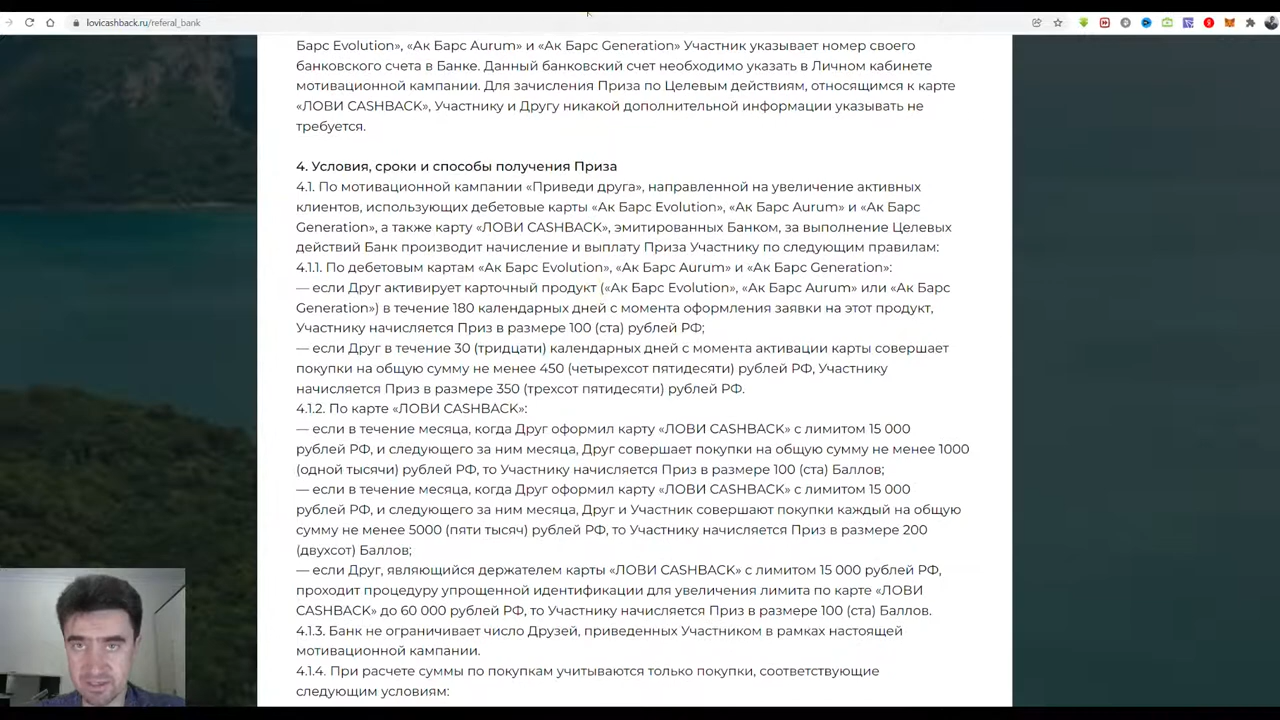 lovicashback.ru/referal_bank
Барс Evolution», «Ак Барс Aurum» и «Ак Барс Generation» Участник указывает номер своего
банковского счета в Банке. Данный банковский счет необходимо указать в Личном кабинете
мотивационной кампании. Для зачисления Приза по Целевым действиям, относящимся к карте
«ЛОВИ CASHBACK», Участнику и Другу никакой дополнительной информации указывать не
требуется.
4. Условия, сроки и способы получения Приза
4.1. По мотивационной кампании «Приведи друга», направленной на увеличение активных
клиентов, использующих дебетовые карты «Ак Барс Evolution», «Ак Барс Aurum» и «Ак Барс
Generation», а также карту «ЛОВИ CASHBACK», эмитированных Банком, за выполнение Целевых
действий Банк производит начисление и выплату Приза Участнику по следующим правилам:
4.1.1. По дебетовым картам «Ак Барс Evolution», «Ак Барс Aurum» и «Ак Барс Generation»:
— если Друг активирует карточный продукт («Ак Барс Evolution», «Ак Барс Aurum» или «Ак Барс
Generation») в течение 180 календарных дней с момента оформления заявки на этот продукт,
Участнику начисляется Приз в размере 100 (ста) рублей РФ;
— если Друг в течение 30 (тридцати) календарных дней с момента активации карты совершает
покупки на общую сумму не менее 450 (четырехсот пятидесяти) рублей РФ, Участнику
начисляется Приз в размере 350 (трехсот пятидесяти) рублей РФ.
4.1.2. По карте «ЛОВИ CASHBACK»:
— если в течение месяца, когда Друг оформил карту «ЛОВИ CASHBACK» с лимитом 15 000
рублей РФ, и следующего за ним месяца, Друг совершает покупки на общую сумму не менее 1000
(одной тысячи) рублей РФ, то Участнику начисляется Приз в размере 100 (ста) Баллов;
— если в течение месяца, когда Друг оформил карту «ЛОВИ CASHBACK» с лимитом 15 000
рублей РФ, и следующего за ним месяца, Друг и Участник совершают покупки каждый на общую
сумму не менее 5000 (пяти тысяч) рублей РФ, то Участнику начисляется Приз в размере 200
(двухсот) Баллов;
— если Друг, являющийся держателем карты «ЛОВИ CASHBACK» с лимитом 15 000 рублей РФ,
проходит процедуру упрощенной идентификации для увеличения лимита по карте «ЛОВИ
CASHBACK» до 60 000 рублей РФ, то Участнику начисляется Приз в размере 100 (ста) Баллов.
4.1.3. Банк не ограничивает число Друзей, приведенных Участником в рамках настоящей
мотивационной кампании.
4.1.4. При расчете суммы по покупкам учитываются только покупки, соответствующие
следующим условиям: